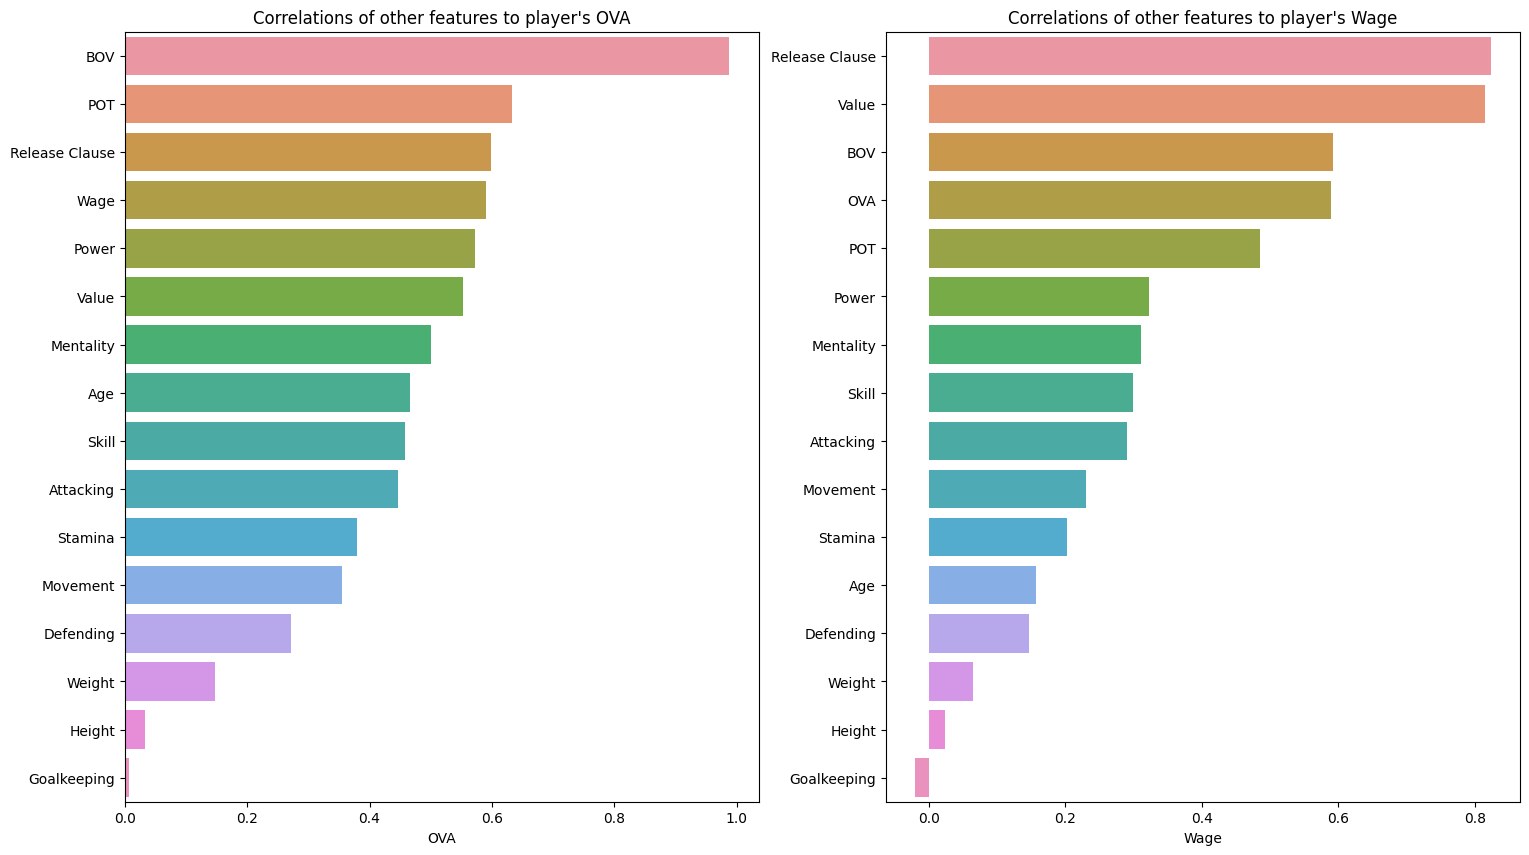 Correlations of other features to player's OVA
BOV
POT
Release Clause
Wage
Power
Value
Mentality
Age
Skill
Attacking
Stamina
Movement
Defending
Weight
Height
Goalkeeping
0.0 0.2 0.4 0.6 0.8 1.0
OVA
Correlations of other features to player's Wage
Release Clause
Value
BOV
OVA
POT
Power
Mentality
Skill
Attacking
Movement
Stamina
Age
Defending
Weight
Height
Goalkeeping
0.0 0.2 0.4 0.6 0.8
Wage